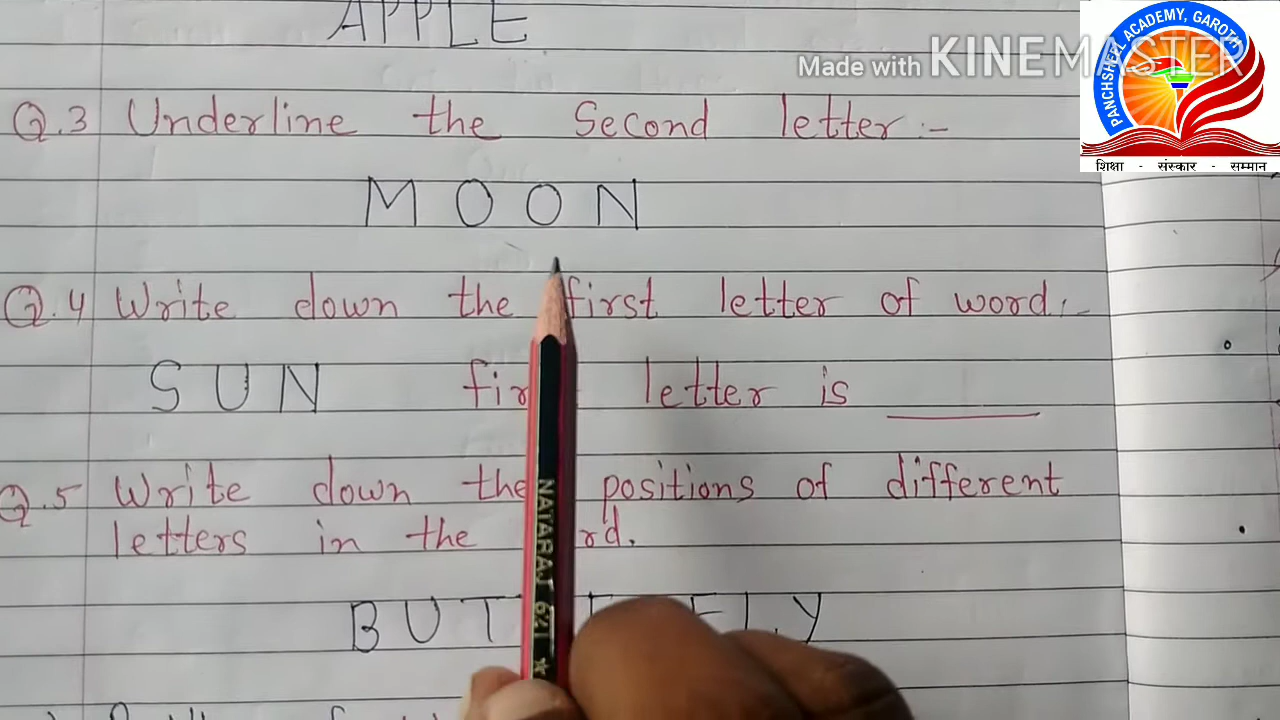 APPLE
Made with KINEMASTER
PANCHSHEEL ACADEMY, GAROTH
शिक्षा - संस्कार - सम्मान
Q.3 Underline the Second letter :-
M O O N
Q.4 Write down the first letter of word :-
S U N letter is ______
Q.5 Write down the positions of different
letters in the
B U T
NATARAJ 621